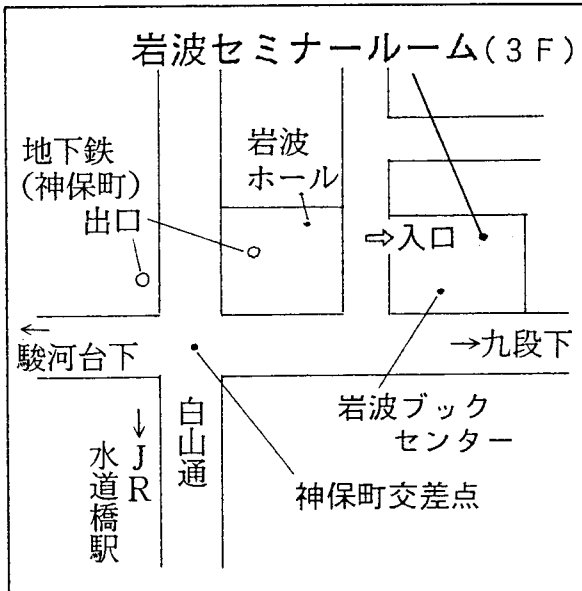 岩波セミナールーム(3F)
地下鉄
(神保町)
出口
岩波
ホール
⇨入口
←
駿河台下
→九段下
岩波ブック
センター
白山通
↓JR
水道橋駅
神保町交差点